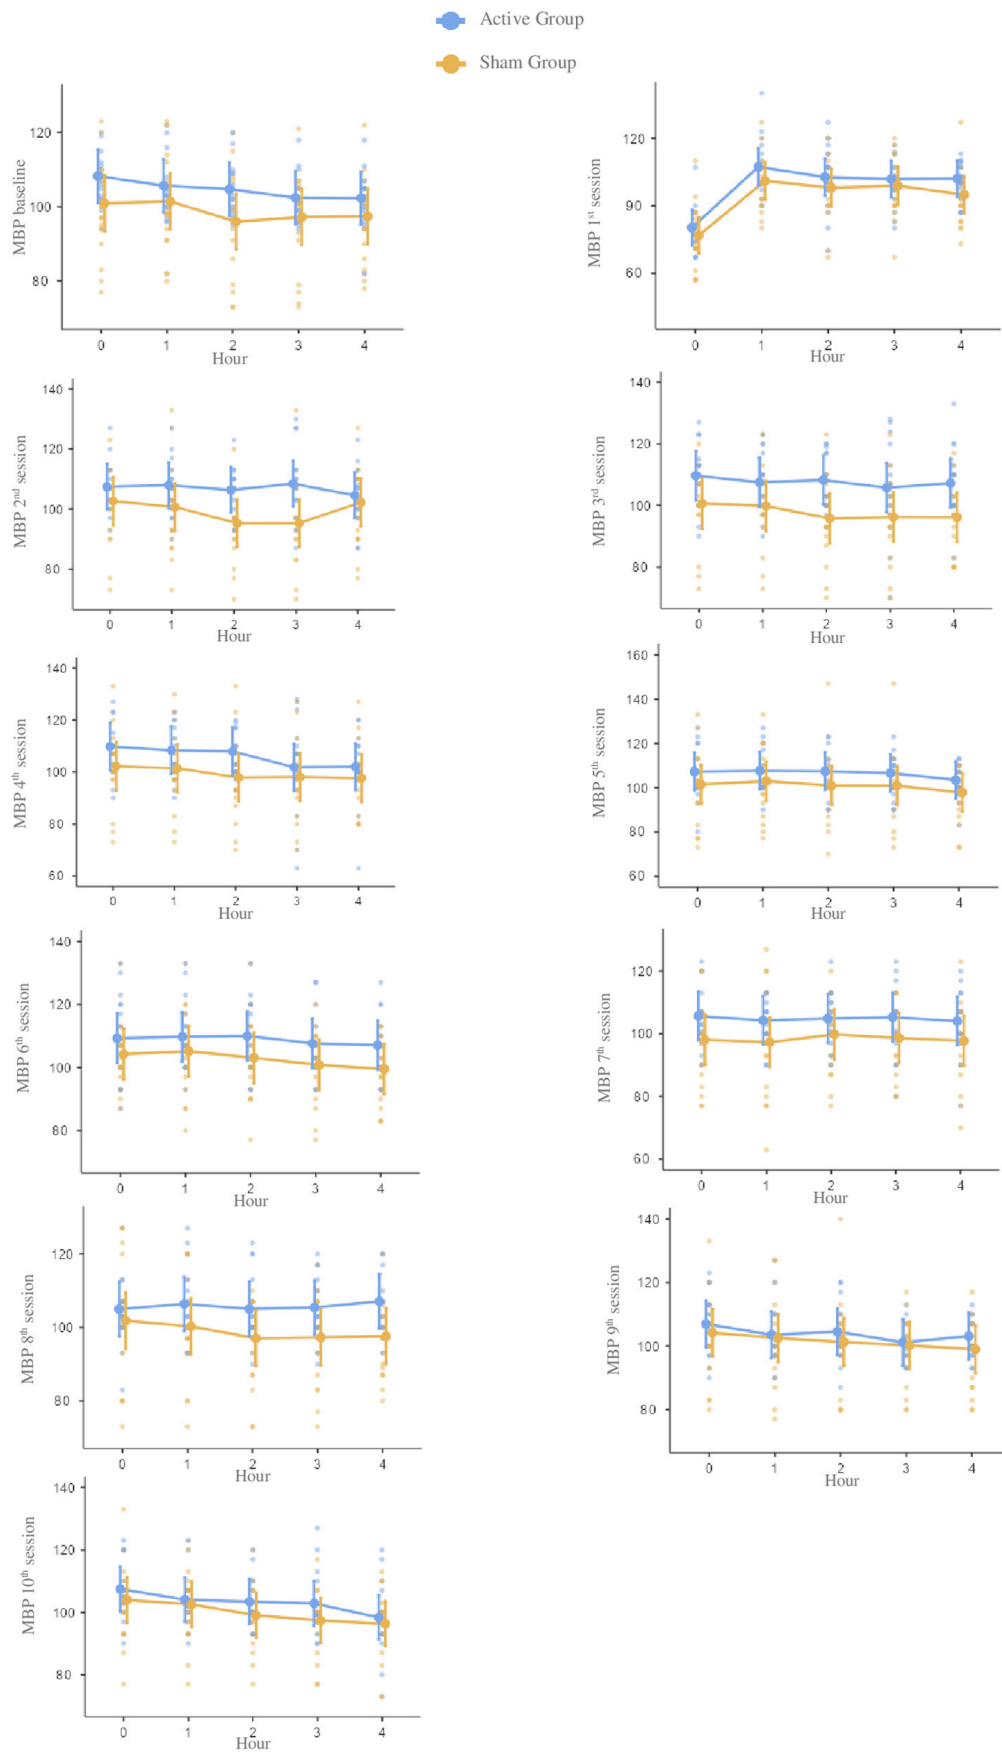 Active Group
Sham Group
MBP baseline
120
100
80
0 1 2 3 4
Hour
MBP 1st session
120
90
60
0 1 2 3 4
Hour
MBP 2nd session
140
120
100
80
0 1 2 3 4
Hour
MBP 3rd session
140
120
100
80
0 1 2 3 4
Hour
MBP 4th session
140
120
100
80
60
0 1 2 3 4
Hour
MBP 5th session
160
140
120
100
80
60
0 1 2 3 4
Hour
MBP 6th session
140
120
100
80
0 1 2 3 4
Hour
MBP 7th session
120
100
80
60
0 1 2 3 4
Hour
MBP 8th session
120
100
80
0 1 2 3 4
Hour
MBP 9th session
140
120
100
80
0 1 2 3 4
Hour
MBP 10th session
140
120
100
80
0 1 2 3 4
Hour